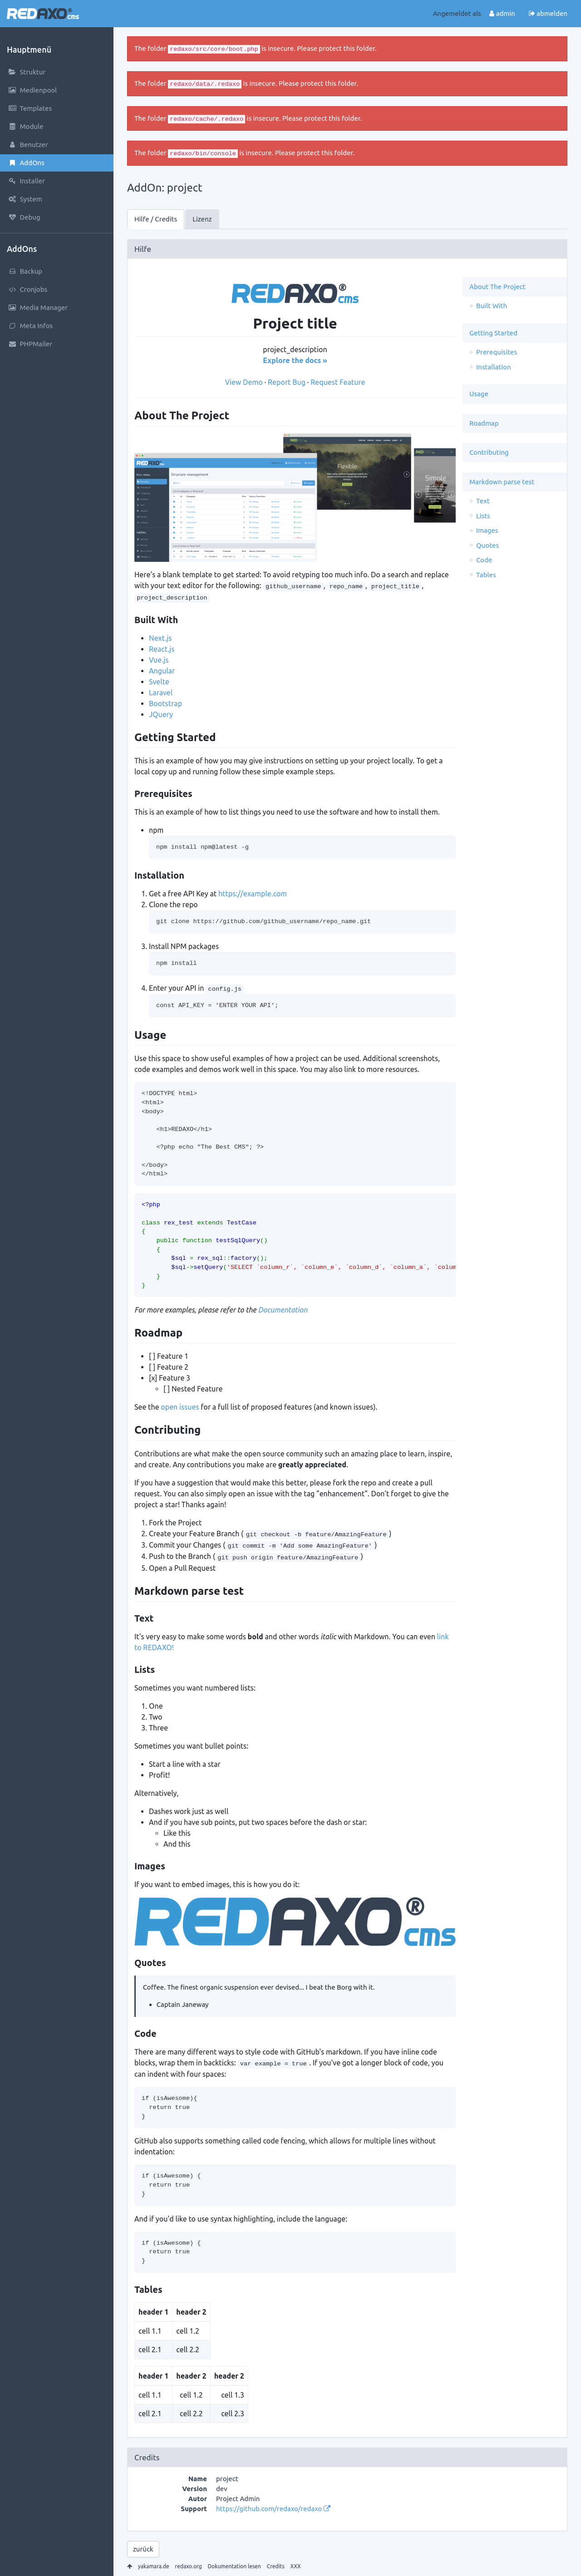 REDAXO cms
Angemeldet als admin abmelden
Hauptmenü
Struktur
Medienpool
Templates
Module
Benutzer
AddOns
Installer
System
Debug
AddOns
Backup
Cronjobs
Media Manager
Meta Infos
PHPMailer
The folder redaxo/src/core/boot.php is insecure. Please protect this folder.
The folder redaxo/data/.redaxo is insecure. Please protect this folder.
The folder redaxo/cache/.redaxo is insecure. Please protect this folder.
The folder redaxo/bin/console is insecure. Please protect this folder.
AddOn: project
Hilfe / Credits Lizenz
Hilfe
REDAXO® cms
Project title
project_description
Explore the docs »
View Demo · Report Bug · Request Feature
About The Project
Structure management
Flexible
Simple
Here's a blank template to get started: To avoid retyping too much info. Do a search and replace
with your text editor for the following: github_username , repo_name , project_title ,
project_description
Built With
• Next.js
• React.js
• Vue.js
• Angular
• Svelte
• Laravel
• Bootstrap
• JQuery
Getting Started
This is an example of how you may give instructions on setting up your project locally. To get a
local copy up and running follow these simple example steps.
Prerequisites
This is an example of how to list things you need to use the software and how to install them.
• npm
npm install npm@latest -g
Installation
1. Get a free API Key at https://example.com
2. Clone the repo
git clone https://github.com/github_username/repo_name.git
3. Install NPM packages
npm install
4. Enter your API in config.js
const API_KEY = 'ENTER YOUR API';
Usage
Use this space to show useful examples of how a project can be used. Additional screenshots,
code examples and demos work well in this space. You may also link to more resources.
<!DOCTYPE html>
<html>
<body>
<h1>REDAXO</h1>
<?php echo "The Best CMS"; ?>
</body>
</html>
<?php
class rex_test extends TestCase
{
public function testSqlQuery()
{
$sql = rex_sql::factory();
$sql->setQuery('SELECT `column_r`, `column_e`, `column_d`, `column_a`, `colum
}
}
For more examples, please refer to the Documentation
Roadmap
• [ ] Feature 1
• [ ] Feature 2
• [x] Feature 3
◦ [ ] Nested Feature
See the open issues for a full list of proposed features (and known issues).
Contributing
Contributions are what make the open source community such an amazing place to learn, inspire,
and create. Any contributions you make are greatly appreciated.
If you have a suggestion that would make this better, please fork the repo and create a pull
request. You can also simply open an issue with the tag "enhancement". Don't forget to give the
project a star! Thanks again!
1. Fork the Project
2. Create your Feature Branch ( git checkout -b feature/AmazingFeature )
3. Commit your Changes ( git commit -m 'Add some AmazingFeature' )
4. Push to the Branch ( git push origin feature/AmazingFeature )
5. Open a Pull Request
Markdown parse test
Text
It's very easy to make some words bold and other words italic with Markdown. You can even link
to REDAXO!
Lists
Sometimes you want numbered lists:
1. One
2. Two
3. Three
Sometimes you want bullet points:
• Start a line with a star
• Profit!
Alternatively,
• Dashes work just as well
• And if you have sub points, put two spaces before the dash or star:
◦ Like this
◦ And this
Images
If you want to embed images, this is how you do it:
REDAXO® cms
Quotes
Coffee. The finest organic suspension ever devised... I beat the Borg with it.
• Captain Janeway
Code
There are many different ways to style code with GitHub's markdown. If you have inline code
blocks, wrap them in backticks: var example = true . If you've got a longer block of code, you
can indent with four spaces:
if (isAwesome){
return true
}
GitHub also supports something called code fencing, which allows for multiple lines without
indentation:
if (isAwesome) {
return true
}
And if you'd like to use syntax highlighting, include the language:
if (isAwesome) {
return true
}
Tables
header 1 header 2
cell 1.1 cell 1.2
cell 2.1 cell 2.2
header 1 header 2 header 2
cell 1.1 cell 1.2 cell 1.3
cell 2.1 cell 2.2 cell 2.3
About The Project
Built With
Getting Started
Prerequisites
Installation
Usage
Roadmap
Contributing
Markdown parse test
Text
Lists
Images
Quotes
Code
Tables
Credits
Name project
Version dev
Autor Project Admin
Support https://github.com/redaxo/redaxo
zurück
yakamara.de redaxo.org Dokumentation lesen Credits XXX